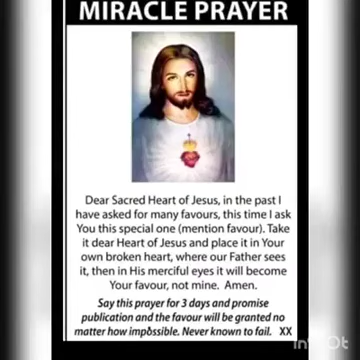 MIRACLE PRAYER
Dear Sacred Heart of Jesus, in the past I
have asked for many favours, this time I ask
You this special one (mention favour). Take
it dear Heart of Jesus and place it in Your
own broken heart, where our Father sees
it, then in His merciful eyes it will become
Your favour, not mine. Amen.
Say this prayer for 3 days and promise
publication and the favour will be granted no
matter how impossible. Never known to fail. XX
InShOt